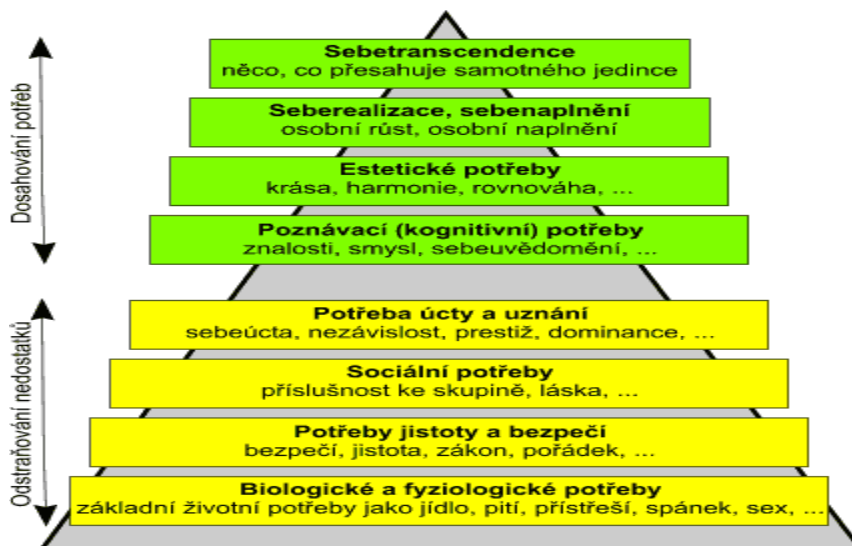 Dosahování potřeb
Sebetranscendence
něco, co přesahuje samotného jedince
Seberealizace, sebenaplnění
osobní růst, osobní naplnění
Estetické potřeby
krása, harmonie, rovnováha, ...
Poznávací (kognitivní) potřeby
znalosti, smysl, sebeuvědomění, ...
Odstraňování nedostatků
Potřeba úcty a uznání
sebeúcta, nezávislost, prestiž, dominance, ...
Sociální potřeby
příslušnost ke skupině, láska, ...
Potřeby jistoty a bezpečí
bezpečí, jistota, zákon, pořádek, ...
Biologické a fyziologické potřeby
základní životní potřeby jako jídlo, pití, přístřeší, spánek, sex, ...